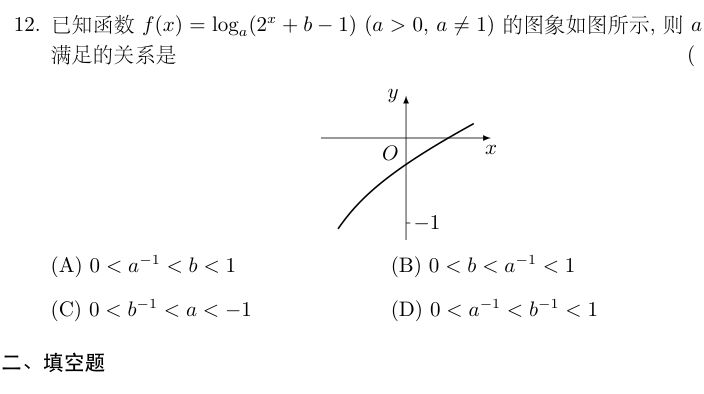 12. 已知函数 f(x) = logₐ(2ˣ + b − 1) (a > 0, a ≠ 1) 的图象如图所示, 则 a
满足的关系是 (
y
O
x
−1
(A) 0 < a⁻¹ < b < 1 (B) 0 < b < a⁻¹ < 1
(C) 0 < b⁻¹ < a < −1 (D) 0 < a⁻¹ < b⁻¹ < 1
二、填空题